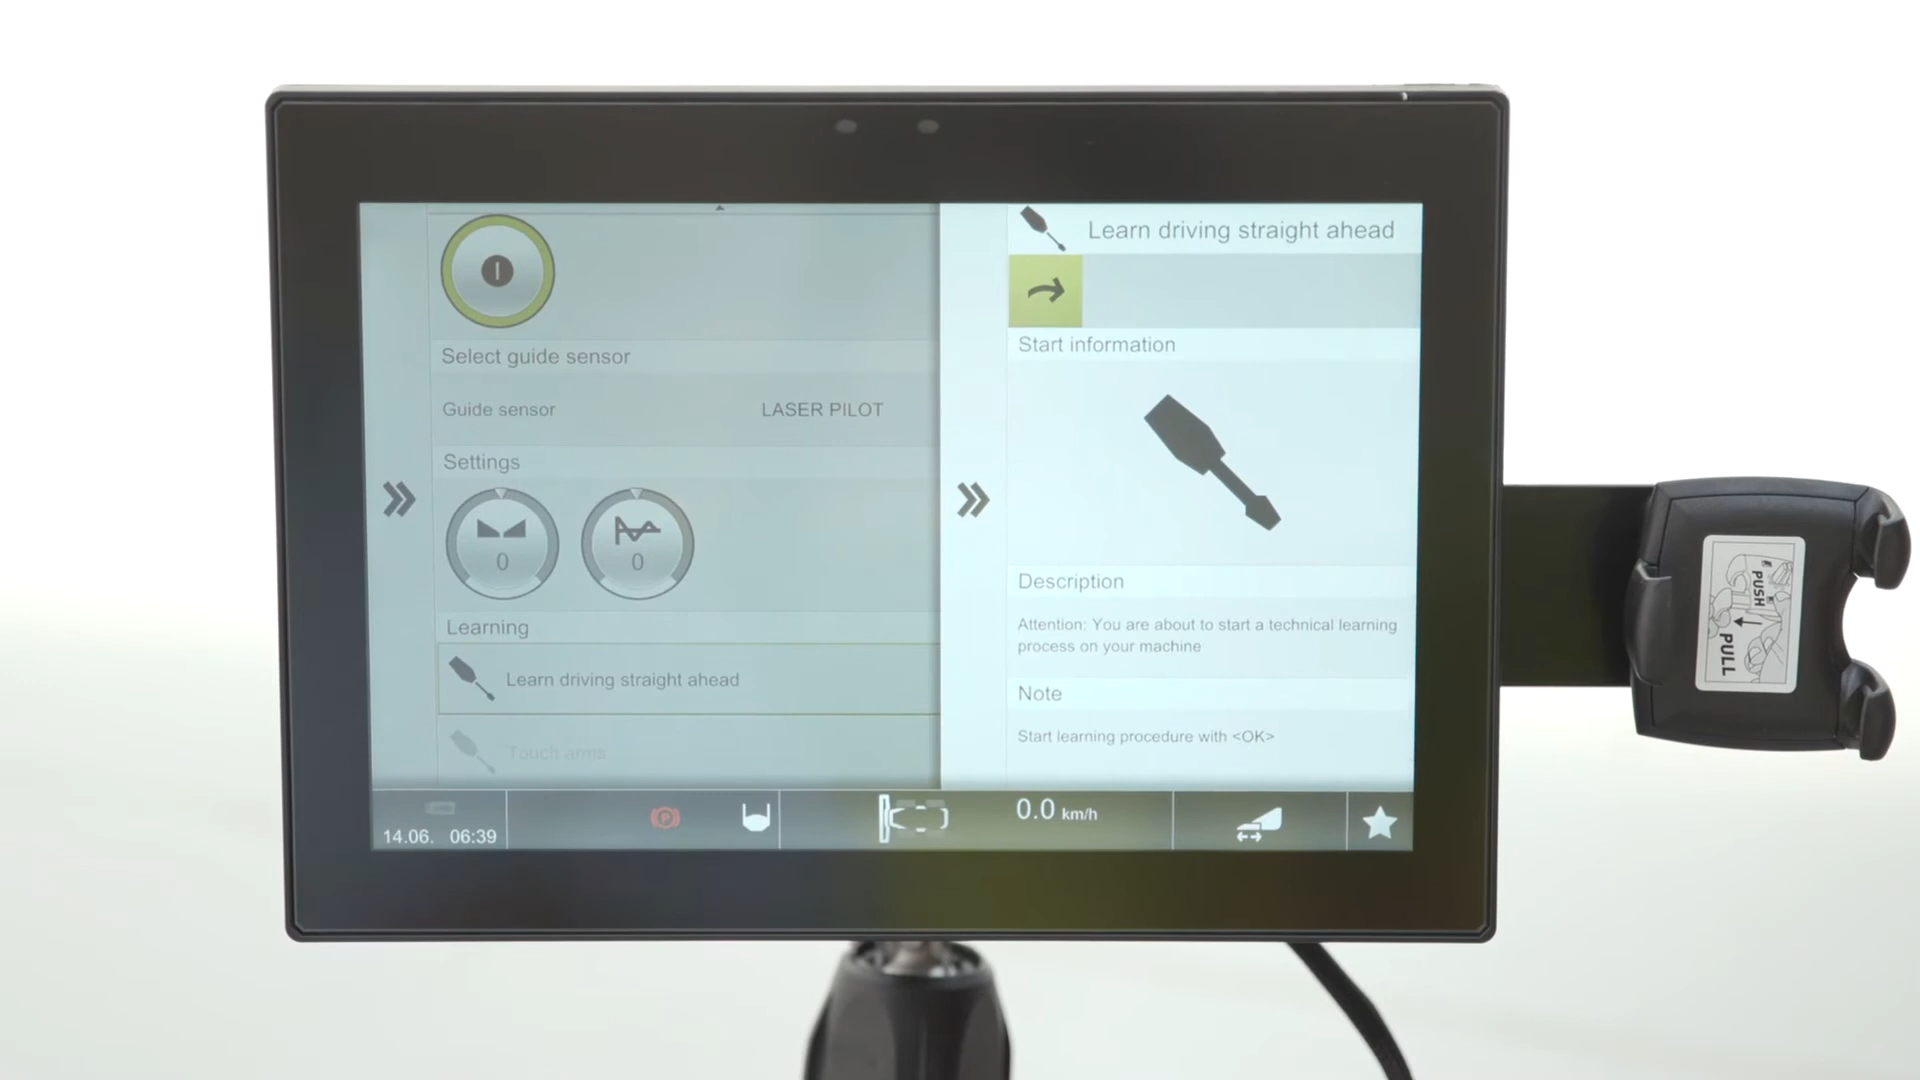 Select guide sensor
Guide sensor LASER PILOT
Settings
0 0
Learning
Learn driving straight ahead
Touch arms
Learn driving straight ahead
Start information
Description
Attention: You are about to start a technical learning
process on your machine
Note
Start learning procedure with <OK>
14.06. 06:39
P
0.0 km/h
PUSH
PULL